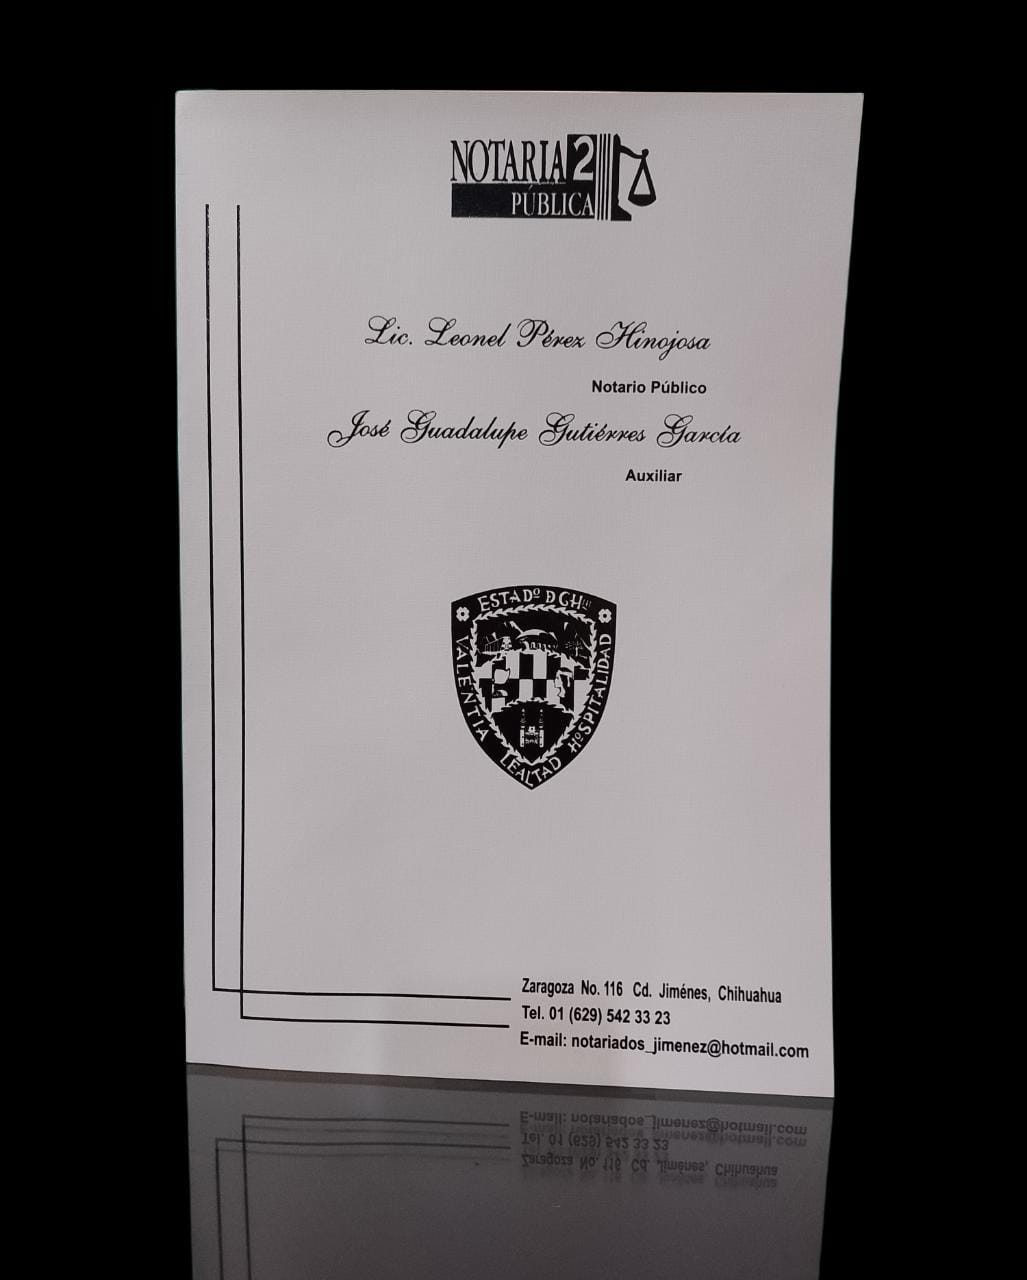 NOTARIA 2
PÚBLICA
Lic. Leonel Pérez Hinojosa
Notario Público
José Guadalupe Gutiérres García
Auxiliar
ESTADO D CHIH
VALENTIA LEALTAD HOSPITALIDAD
Zaragoza No. 116 Cd. Jiménes, Chihuahua
Tel. 01 (629) 542 33 23
E-mail: notariados_jimenez@hotmail.com